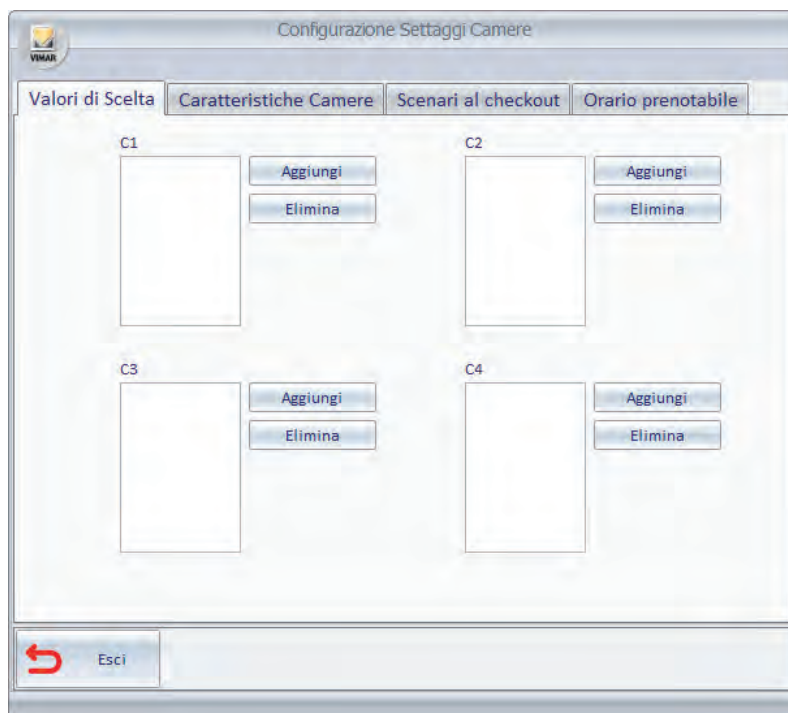 Configurazione Settaggi Camere
VIMAR
Valori di Scelta Caratteristiche Camere Scenari al checkout Orario prenotabile
C1 C2
Aggiungi Aggiungi
Elimina Elimina
C3 C4
Aggiungi Aggiungi
Elimina Elimina
Esci